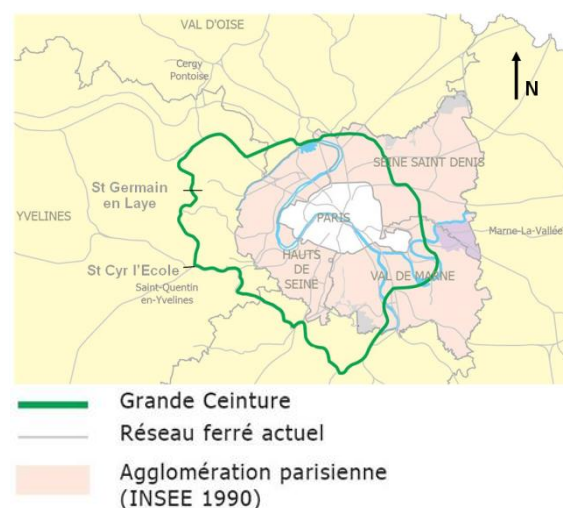 VAL D'OISE
Cergy
Pontoise
N
SEINE SAINT DENIS
St Germain
en Laye
YVELINES
PARIS
Marne-La-Vallée
HAUTS
DE
SEINE
St Cyr l'Ecole
VAL DE MARNE
Saint-Quentin
en-Yvelines
Grande Ceinture
Réseau ferré actuel
Agglomération parisienne
(INSEE 1990)